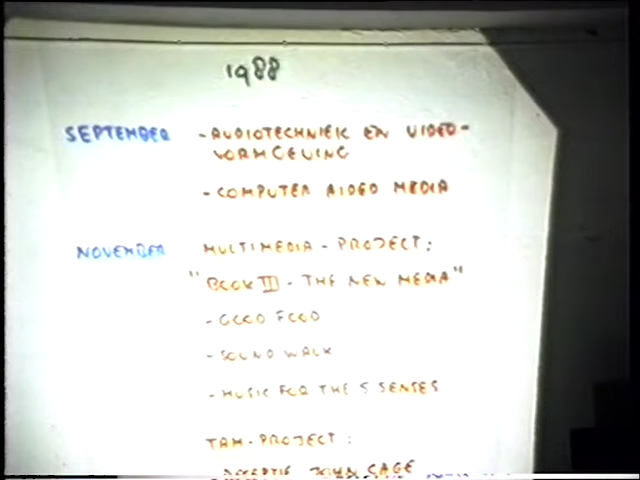 1988
SEPTEMBER - AUDIOTECHNIEK EN VIDEO-
VORMGEVING
- COMPUTER AIDED MEDIA
NOVEMBER MULTIMEDIA - PROJECT:
"BOOK III - THE NEW MEDIA"
- GOOD FOOD
- SOUND WALK
- MUSIC FOR THE 5 SENSES
TAM-PROJECT:
- RECEPTIE JOHN CAGE